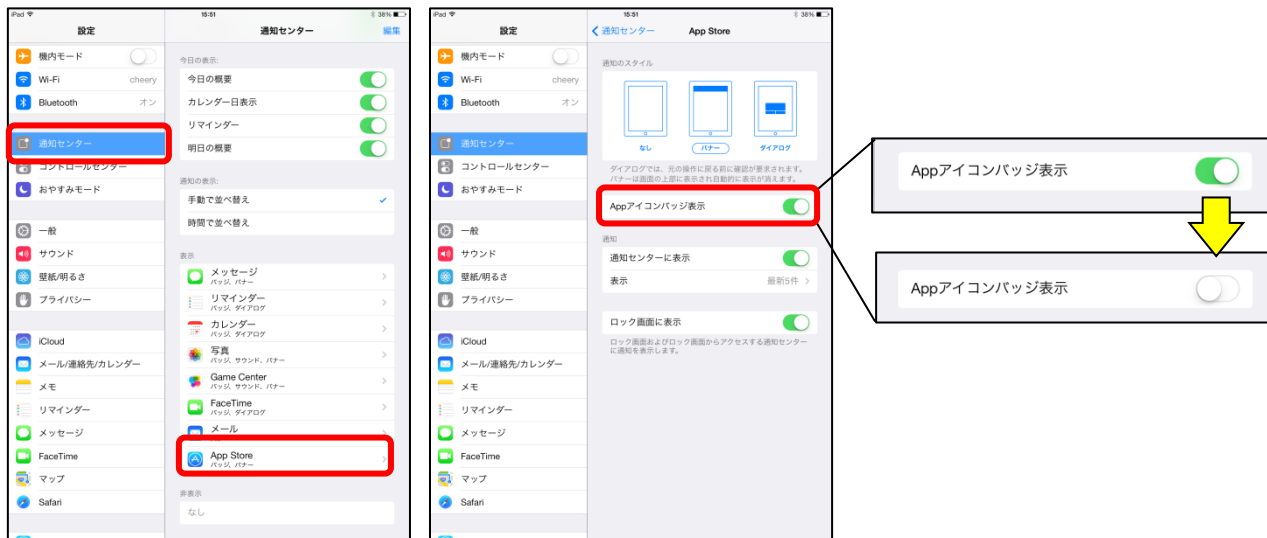 iPad
15:51
38%
設定
通知センター
編集
機内モード
Wi-Fi
cheery
Bluetooth
オン
通知センター
コントロールセンター
おやすみモード
一般
サウンド
壁紙/明るさ
プライバシー
iCloud
メール/連絡先/カレンダー
メモ
リマインダー
メッセージ
FaceTime
マップ
Safari
今日の表示:
今日の概要
カレンダー日表示
リマインダー
明日の概要
通知の表示:
手動で並べ替え
時間で並べ替え
表示
メッセージ
バッジ、バナー
リマインダー
バッジ、ダイアログ
カレンダー
バッジ、ダイアログ
写真
バッジ、サウンド、バナー
Game Center
バッジ、サウンド、バナー
FaceTime
バッジ、ダイアログ
メール
App Store
バッジ、バナー
非表示
なし
iPad
15:51
38%
設定
通知センター
App Store
機内モード
Wi-Fi
cheery
Bluetooth
オン
通知センター
コントロールセンター
おやすみモード
一般
サウンド
壁紙/明るさ
プライバシー
iCloud
メール/連絡先/カレンダー
メモ
リマインダー
メッセージ
FaceTime
マップ
Safari
通知のスタイル
なし
バナー
ダイアログ
ダイアログでは、元の操作に戻る前に確認が要求されます。
バナーは画面の上部に表示され自動的に表示が消えます。
Appアイコンバッジ表示
通知
通知センターに表示
表示
最新5件
ロック画面に表示
ロック画面およびロック画面からアクセスする通知センター
に通知を表示します。
Appアイコンバッジ表示
Appアイコンバッジ表示